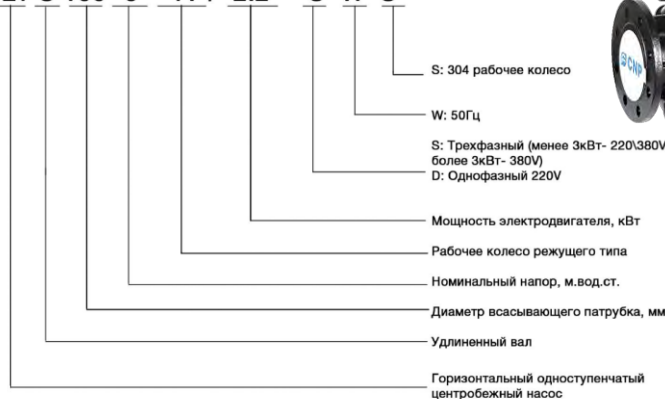 CNP
S: 304 рабочее колесо
W: 50Гц
S: Трехфазный (менее 3кВт- 220\380V
более 3кВт- 380V)
D: Однофазный 220V
Мощность электродвигателя, кВт
Рабочее колесо режущего типа
Номинальный напор, м.вод.ст.
Диаметр всасывающего патрубка, мм
Удлиненный вал
Горизонтальный одноступенчатый
центробежный насос